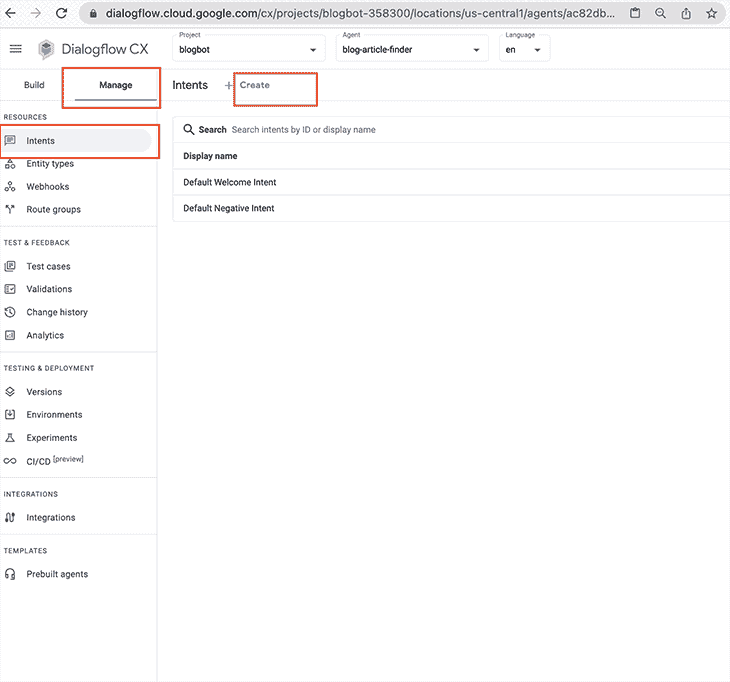 dialogflow.cloud.google.com/cx/projects/blogbot-358300/locations/us-central1/agents/ac82db...
Dialogflow CX
Project
blogbot
Agent
blog-article-finder
Language
en
Build
Manage
Intents
+ Create
RESOURCES
Intents
Entity types
Webhooks
Route groups
TEST & FEEDBACK
Test cases
Validations
Change history
Analytics
TESTING & DEPLOYMENT
Versions
Environments
Experiments
CI/CD [preview]
INTEGRATIONS
Integrations
TEMPLATES
Prebuilt agents
Search Search intents by ID or display name
Display name
Default Welcome Intent
Default Negative Intent